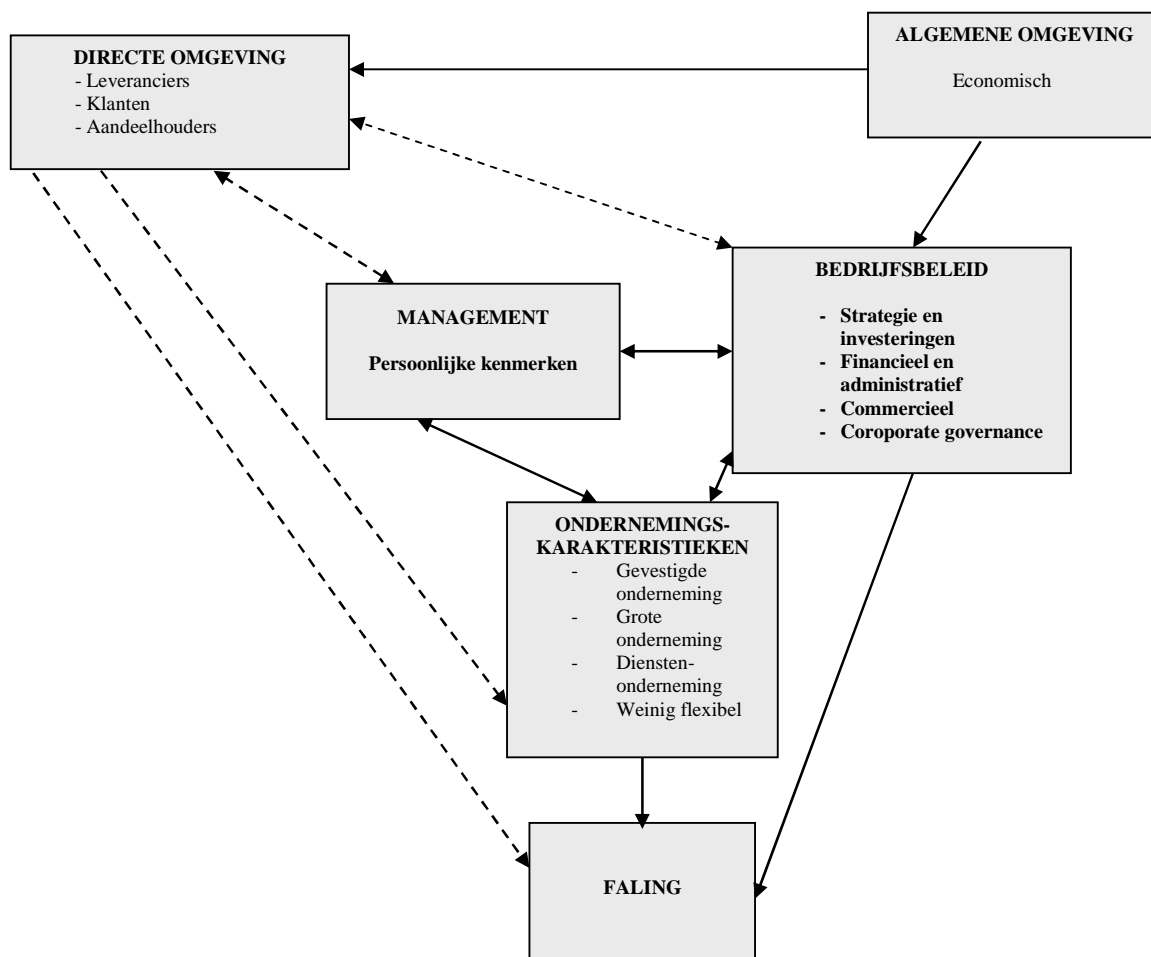 DIRECTE OMGEVING
- Leveranciers
- Klanten
- Aandeelhouders
ALGEMENE OMGEVING
Economisch
BEDRIJFSBELEID
- Strategie en
investeringen
- Financieel en
administratief
- Commercieel
- Coroporate governance
MANAGEMENT
Persoonlijke kenmerken
ONDERNEMINGS-
KARAKTERISTIEKEN
- Gevestigde
onderneming
- Grote
onderneming
- Diensten-
onderneming
- Weinig flexibel
FALING